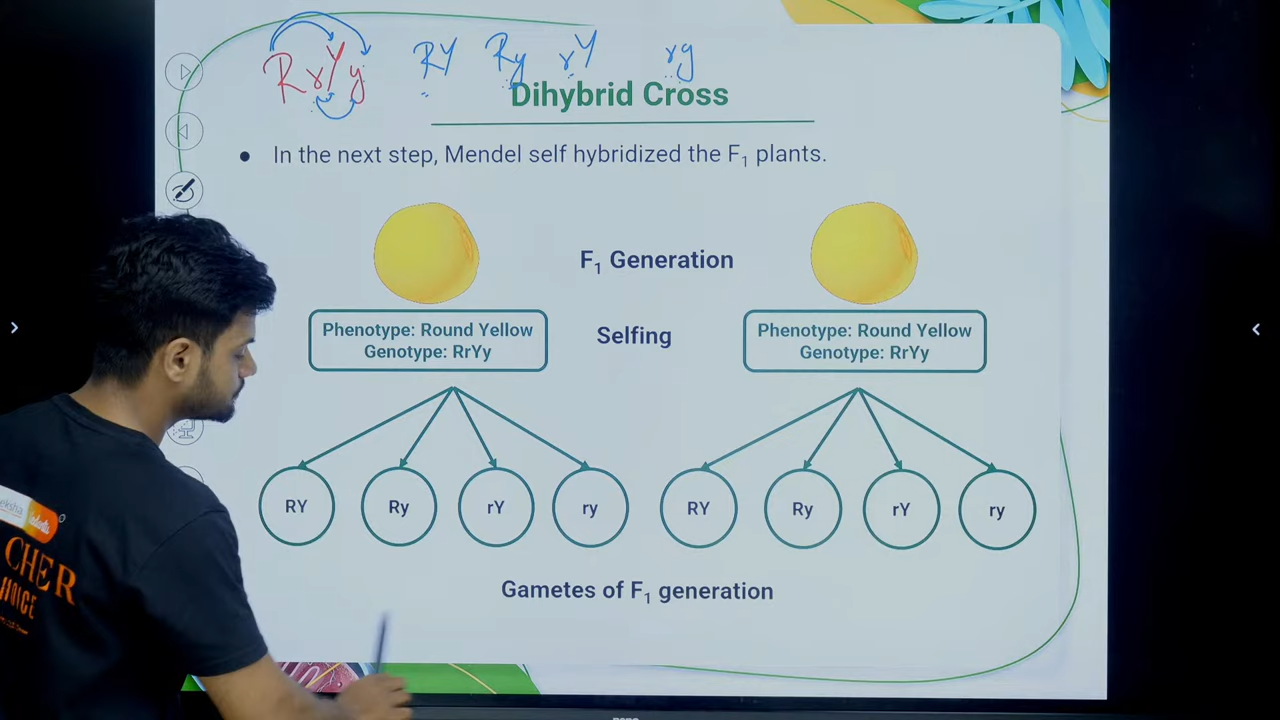 RrYy RY Ry rY ry
Dihybrid Cross
In the next step, Mendel self hybridized the F1 plants.
F1 Generation
Phenotype: Round Yellow
Genotype: RrYy
Selfing
Phenotype: Round Yellow
Genotype: RrYy
RY Ry rY ry RY Ry rY ry
Gametes of F1 generation
CHER